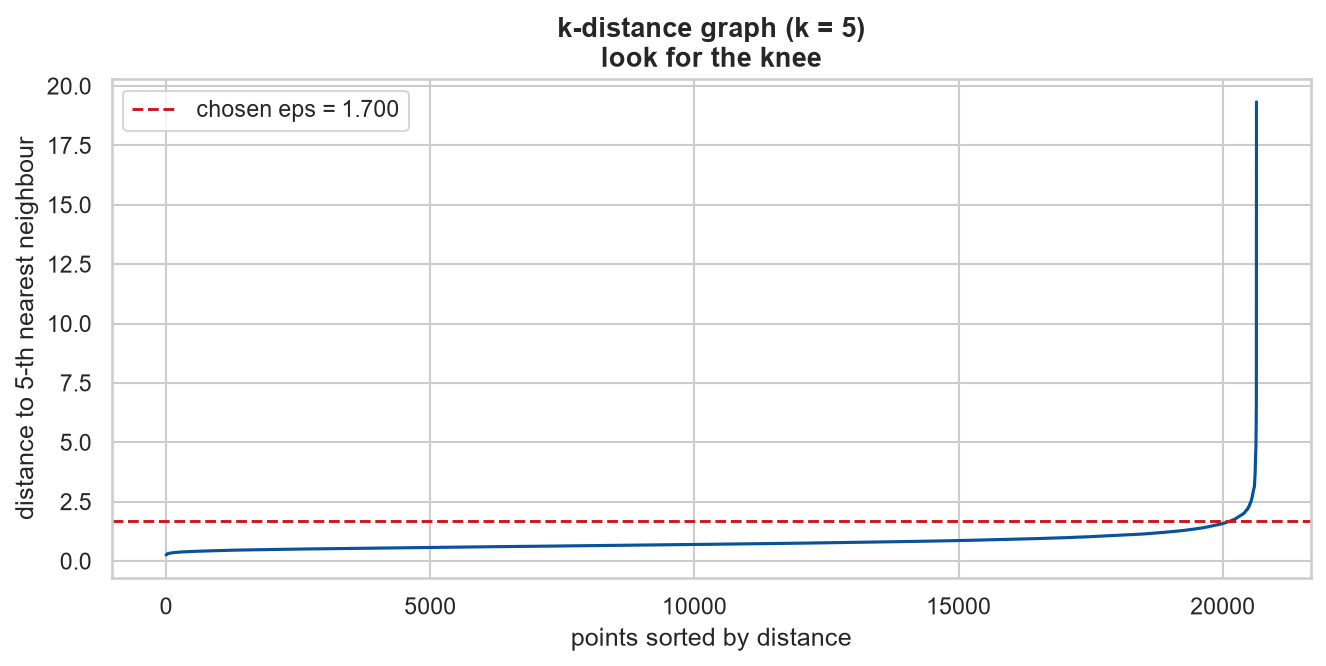 k-distance graph (k = 5)
look for the knee
chosen eps = 1.700
distance to 5-th nearest neighbour
20.0
17.5
15.0
12.5
10.0
7.5
5.0
2.5
0.0
0
5000
10000
15000
20000
points sorted by distance